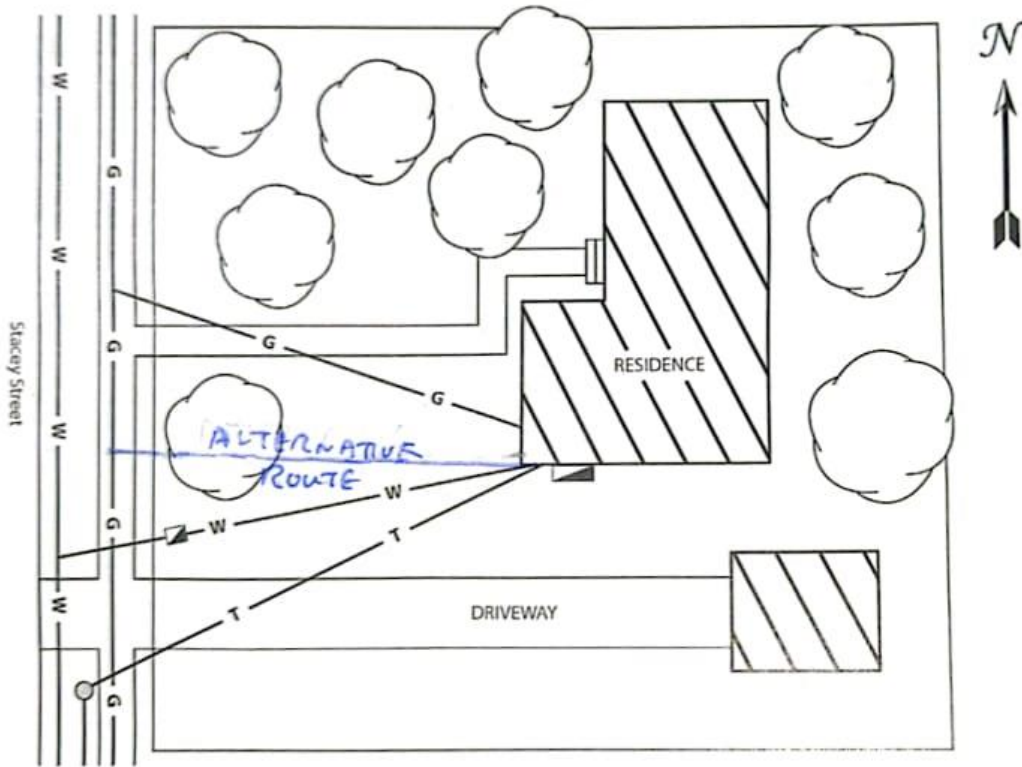 N
W
G
W
G
G
Stacey Street
RESIDENCE
G
W
ALTERNATIVE
ROUTE
W
W
G
T
W
T
DRIVEWAY
G